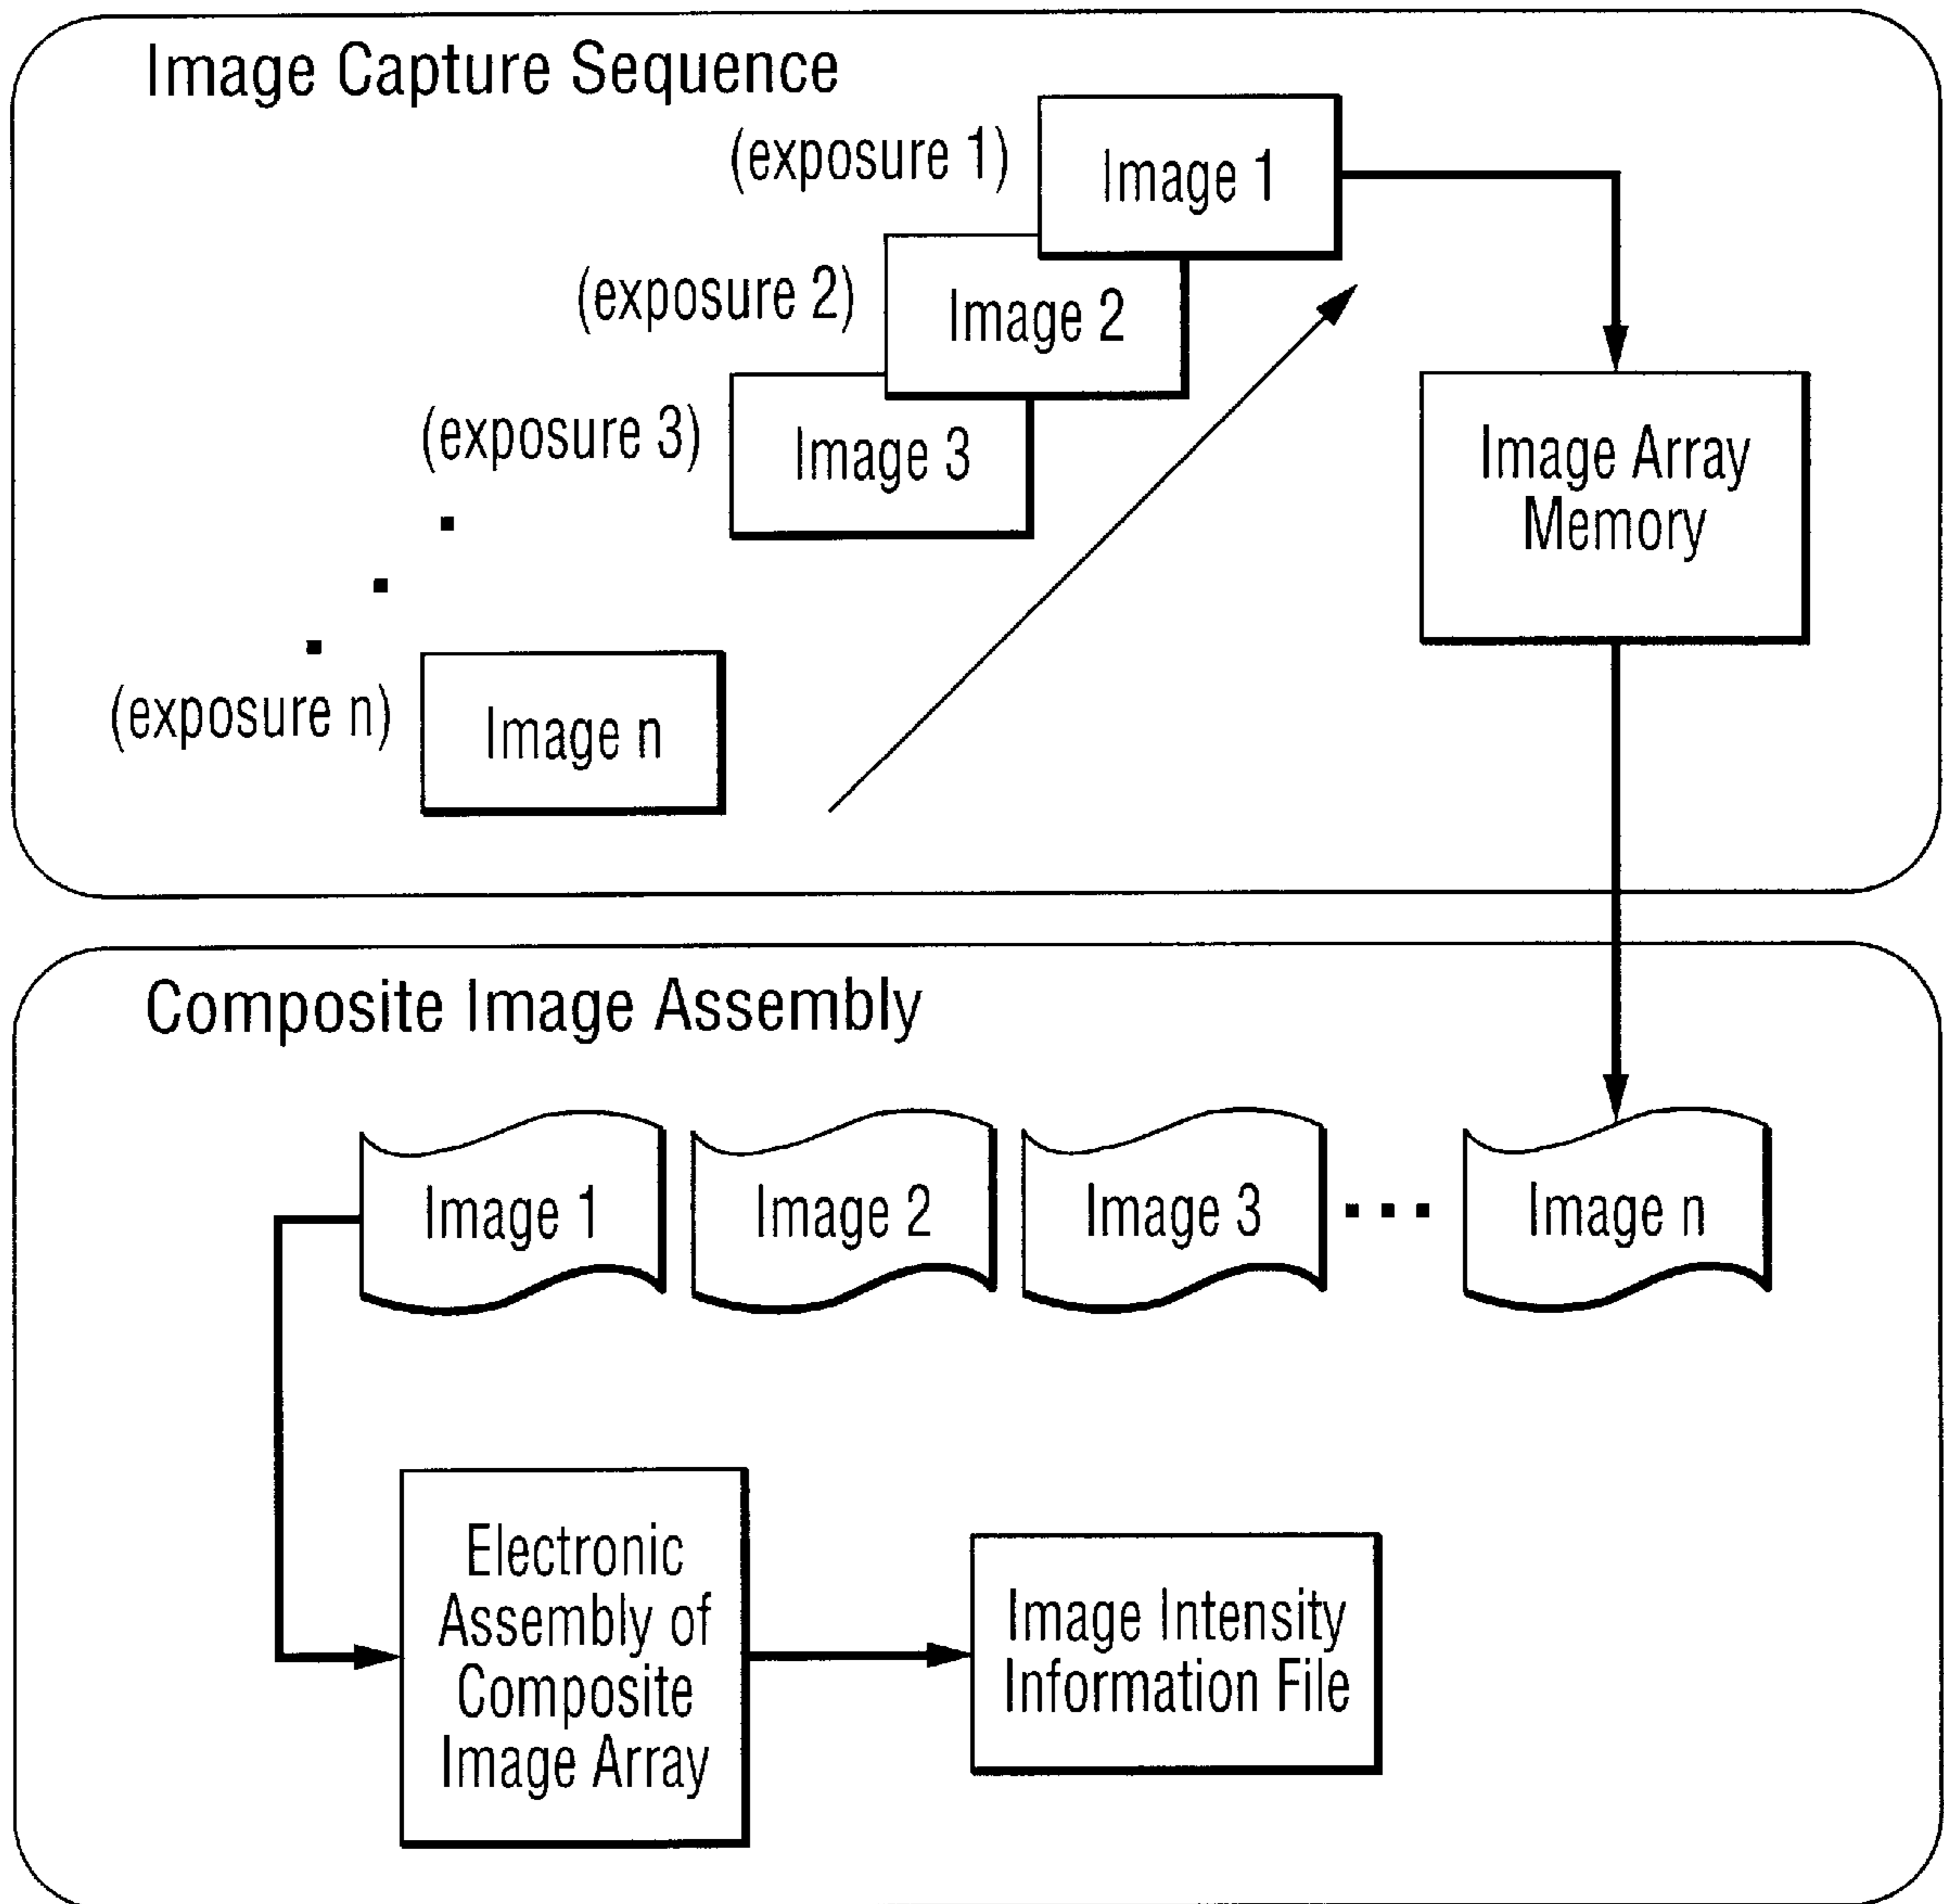 Image Capture Sequence
(exposure 1)
Image 1
(exposure 2)
Image 2
(exposure 3)
Image 3
(exposure n)
Image n
Image Array
Memory
Composite Image Assembly
Image 1
Image 2
Image 3
Image n
Electronic
Assembly of
Composite
Image Array
Image Intensity
Information File